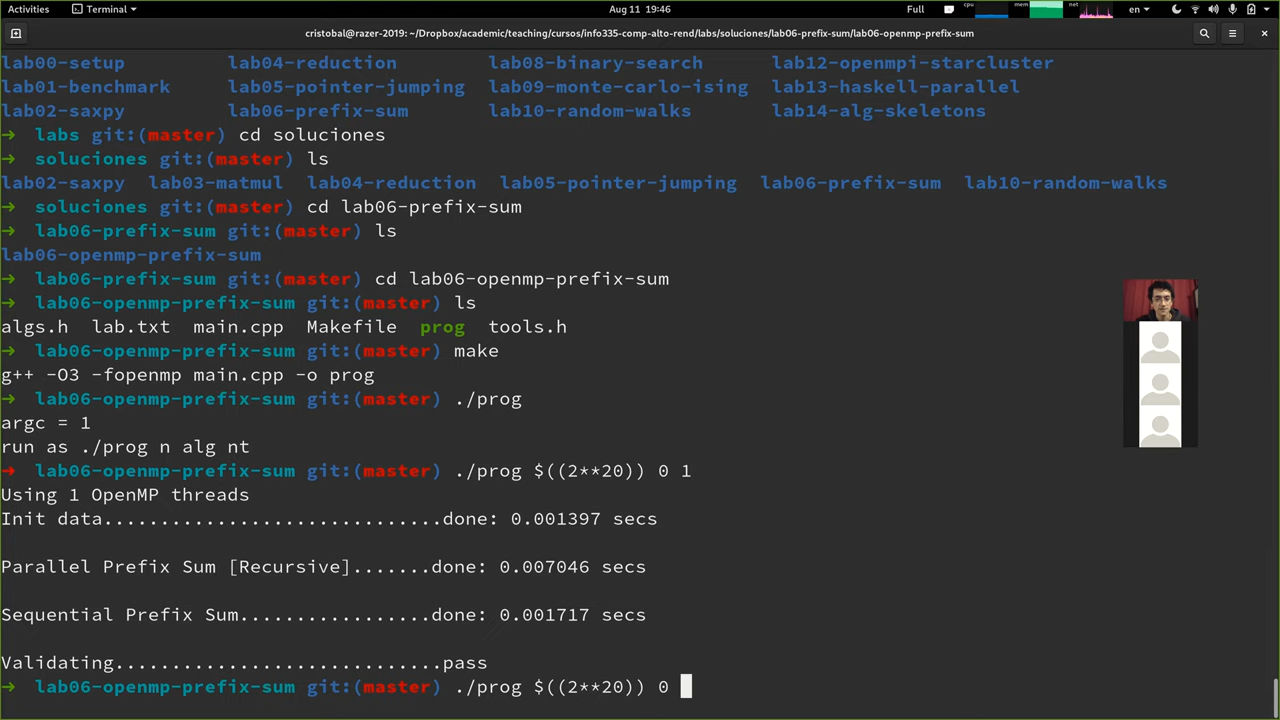 Activities Terminal Aug 11 19:46 Full cpu mem net en
cristobal@razer-2019: ~/Dropbox/academic/teaching/cursos/info335-comp-alto-rend/labs/soluciones/lab06-prefix-sum/lab06-openmp-prefix-sum
lab00-setup lab04-reduction lab08-binary-search lab12-openmpi-starcluster
lab01-benchmark lab05-pointer-jumping lab09-monte-carlo-ising lab13-haskell-parallel
lab02-saxpy lab06-prefix-sum lab10-random-walks lab14-alg-skeletons
→ labs git:(master) cd soluciones
→ soluciones git:(master) ls
lab02-saxpy lab03-matmul lab04-reduction lab05-pointer-jumping lab06-prefix-sum lab10-random-walks
→ soluciones git:(master) cd lab06-prefix-sum
→ lab06-prefix-sum git:(master) ls
lab06-openmp-prefix-sum
→ lab06-prefix-sum git:(master) cd lab06-openmp-prefix-sum
→ lab06-openmp-prefix-sum git:(master) ls
algs.h lab.txt main.cpp Makefile prog tools.h
→ lab06-openmp-prefix-sum git:(master) make
g++ -O3 -fopenmp main.cpp -o prog
→ lab06-openmp-prefix-sum git:(master) ./prog
argc = 1
run as ./prog n alg nt
→ lab06-openmp-prefix-sum git:(master) ./prog $((2**20)) 0 1
Using 1 OpenMP threads
Init data..............................done: 0.001397 secs
Parallel Prefix Sum [Recursive].......done: 0.007046 secs
Sequential Prefix Sum.................done: 0.001717 secs
Validating.............................pass
→ lab06-openmp-prefix-sum git:(master) ./prog $((2**20)) 0